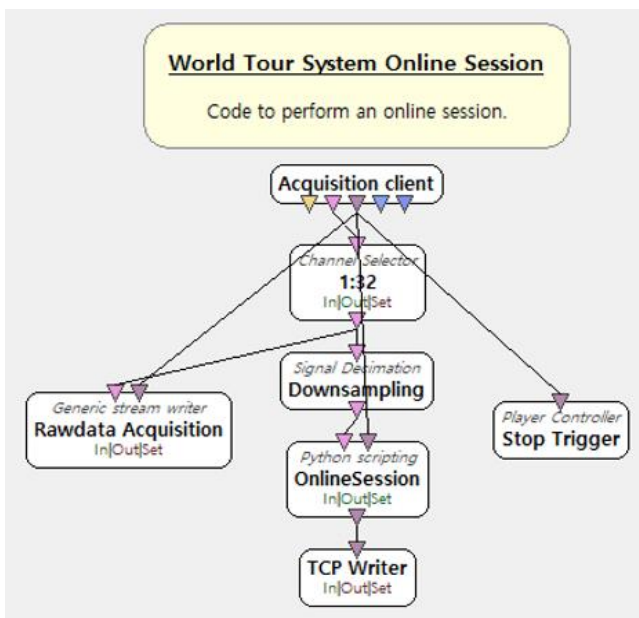 World Tour System Online Session
Code to perform an online session.
Acquisition client
Channel Selector
1:32
In|Out|Set
Signal Decimation
Downsampling
Generic stream writer
Rawdata Acquisition
In|Out|Set
Player Controller
Stop Trigger
Python scripting
OnlineSession
In|Out|Set
TCP Writer
In|Out|Set